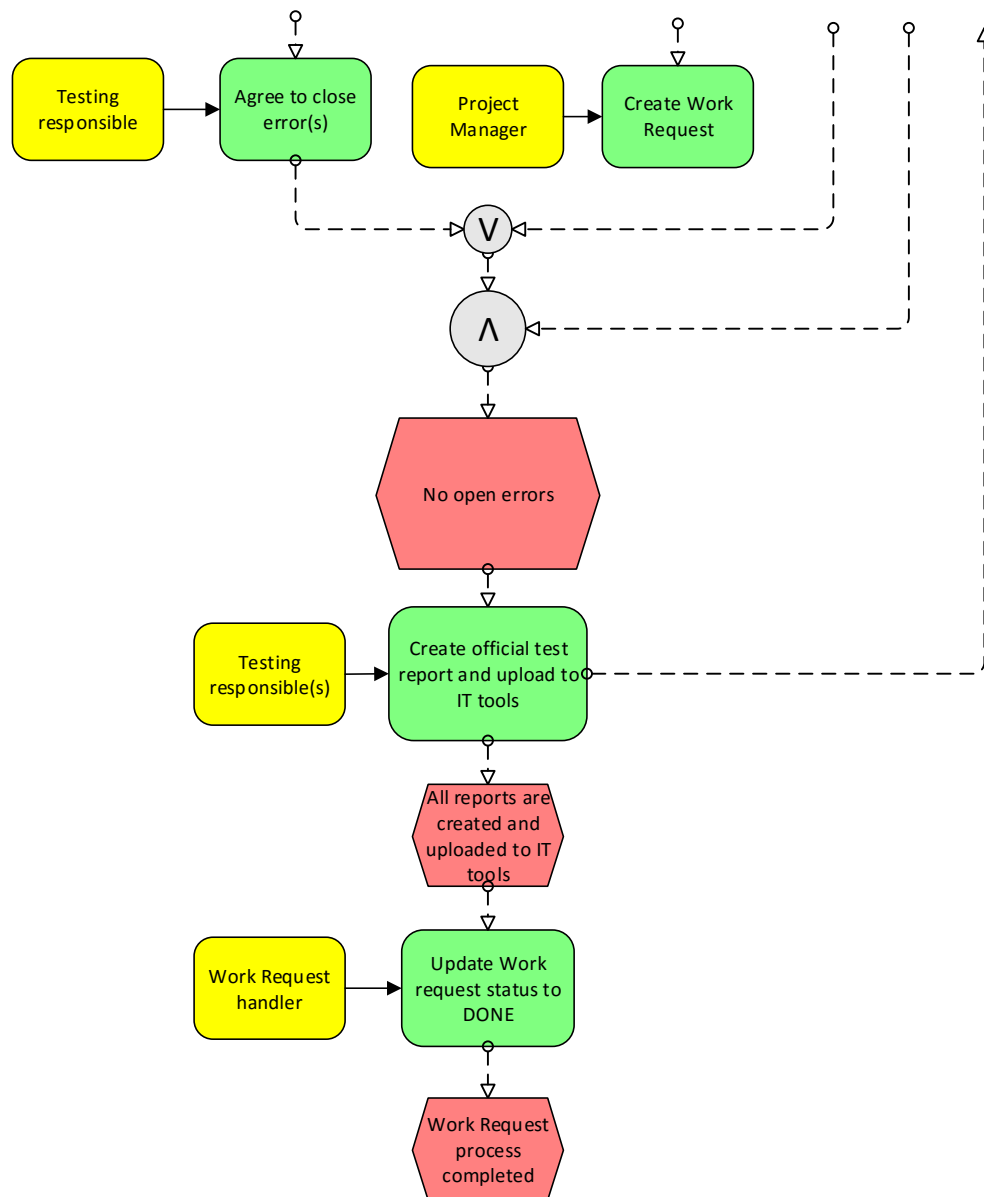 Testing
responsible
Agree to close
error(s)
Project
Manager
Create Work
Request
V
Λ
No open errors
Testing
responsible(s)
Create official test
report and upload to
IT tools
All reports are
created and
uploaded to IT
tools
Work Request
handler
Update Work
request status to
DONE
Work Request
process
completed